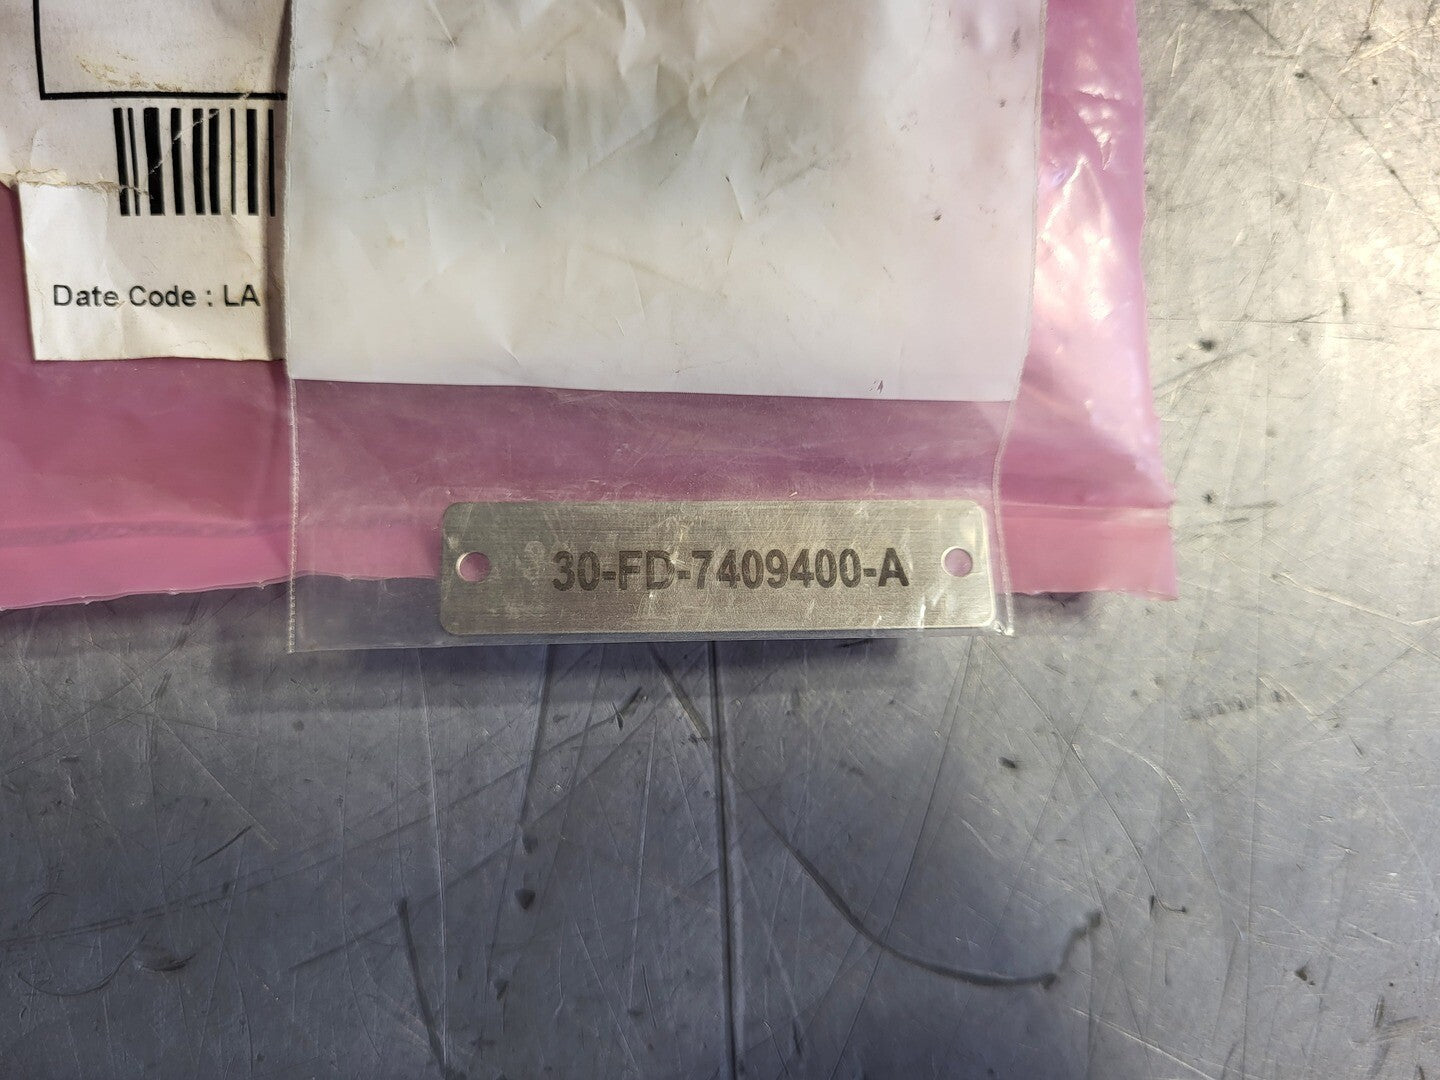 Date Code : LA
30-FD-7409400-A